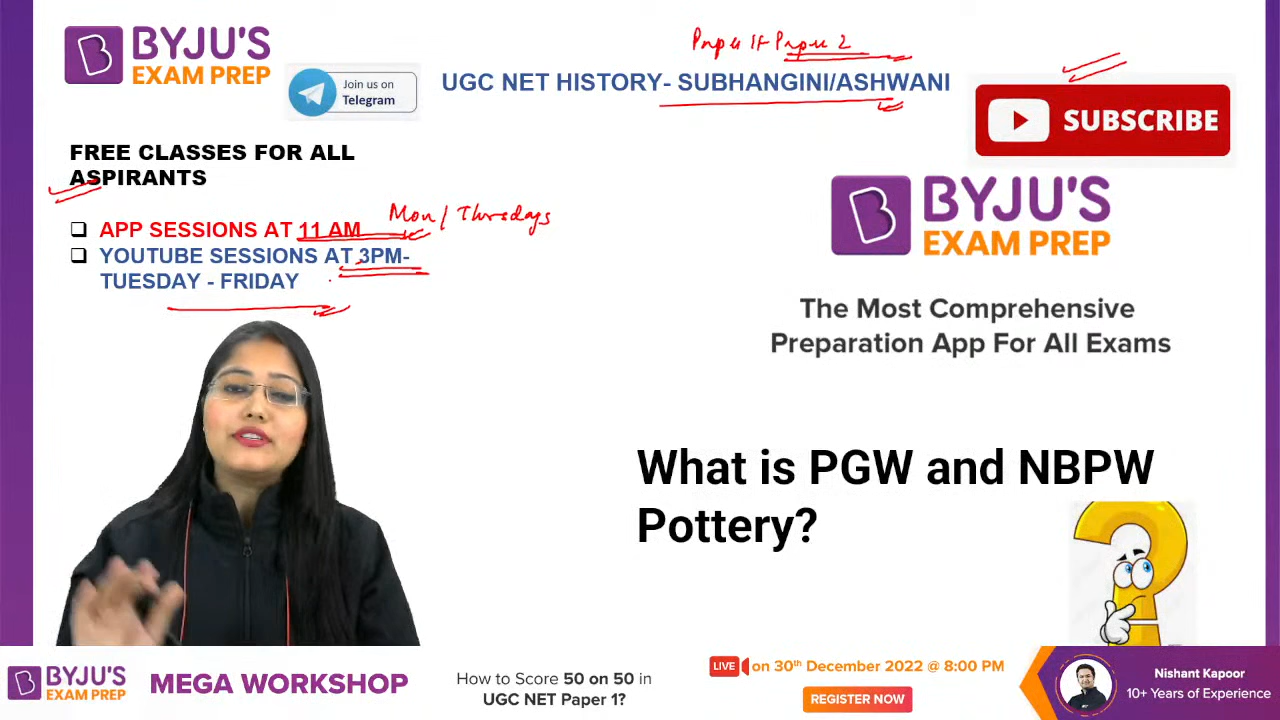 BYJU'S
EXAM PREP
Join us on
Telegram
Paper 1+ Paper 2
UGC NET HISTORY- SUBHANGINI/ASHWANI
SUBSCRIBE
FREE CLASSES FOR ALL
ASPIRANTS
APP SESSIONS AT 11 AM
Mon/ Thursdays
YOUTUBE SESSIONS AT 3PM-
TUESDAY - FRIDAY
BYJU'S
EXAM PREP
The Most Comprehensive
Preparation App For All Exams
What is PGW and NBPW
Pottery?
BYJU'S
EXAM PREP
MEGA WORKSHOP
How to Score 50 on 50 in
UGC NET Paper 1?
LIVE on 30th December 2022 @ 8:00 PM
REGISTER NOW
Nishant Kapoor
10+ Years of Experience